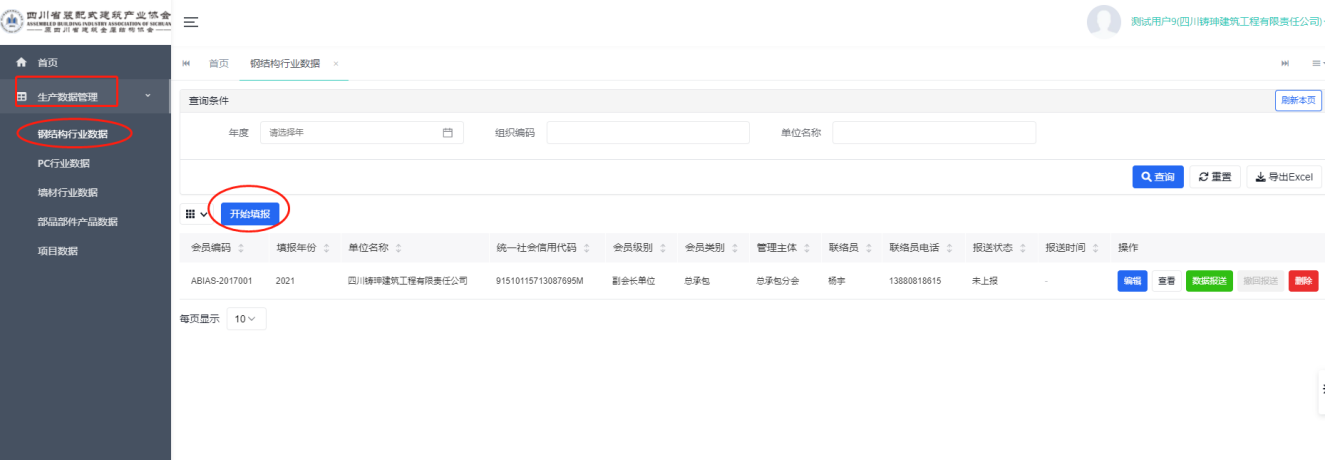 四川省装配式建筑产业协会
ASSEMBLED BUILDING INDUSTRY ASSOCIATION OF SICHUAN
原四川省建筑金属结构协会
测试用户9(四川铸珅建筑工程有限责任公司)
首页
生产数据管理
钢结构行业数据
PC行业数据
墙材行业数据
部品部件产品数据
项目数据
首页 钢结构行业数据 ×
查询条件 刷新本页
年度 请选择年 组织编码 单位名称
查询 重置 导出Excel
开始填报
会员编码 填报年份 单位名称 统一社会信用代码 会员级别 会员类别 管理主体 联络员 联络员电话 报送状态 报送时间 操作
ABIAS-2017001 2021 四川铸珅建筑工程有限责任公司 91510115713087695M 副会长单位 总承包 总承包分会 杨宇 13880818615 未上报 - 编辑 查看 数据报送 撤回报送 删除
每页显示 10